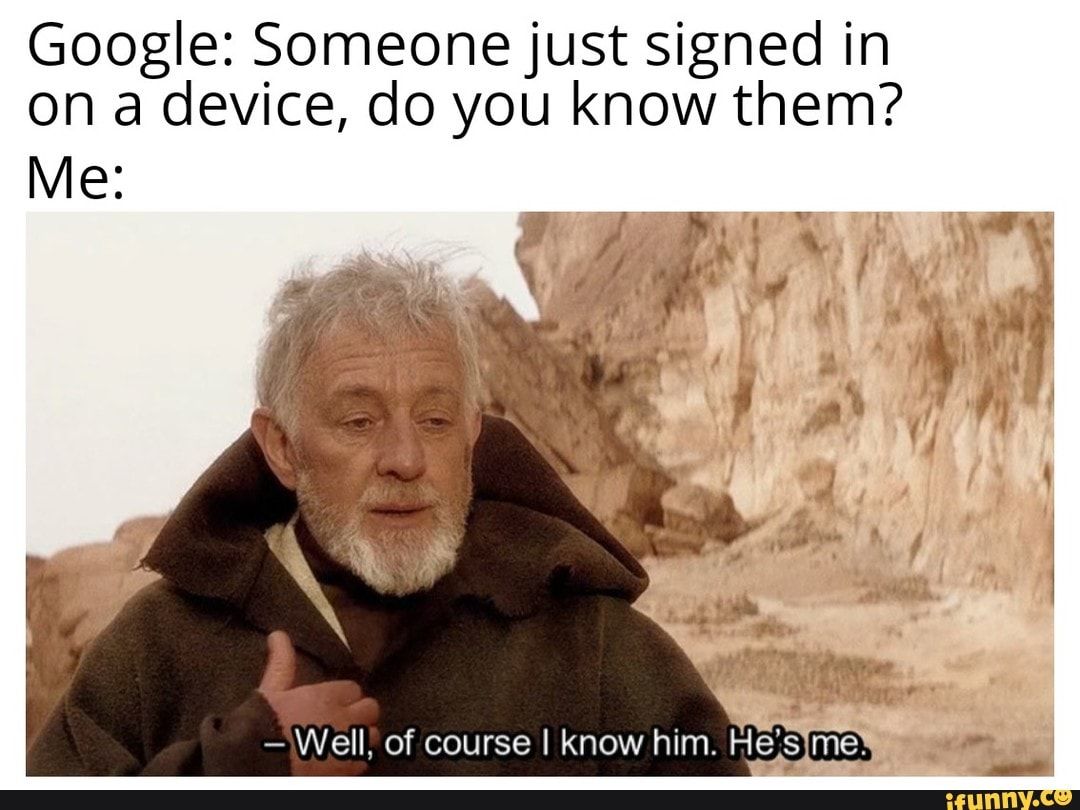 Google: Someone just signed in
on a device, do you know them?
Me:
– Well, of course I know him. He's me.
ifunny.co